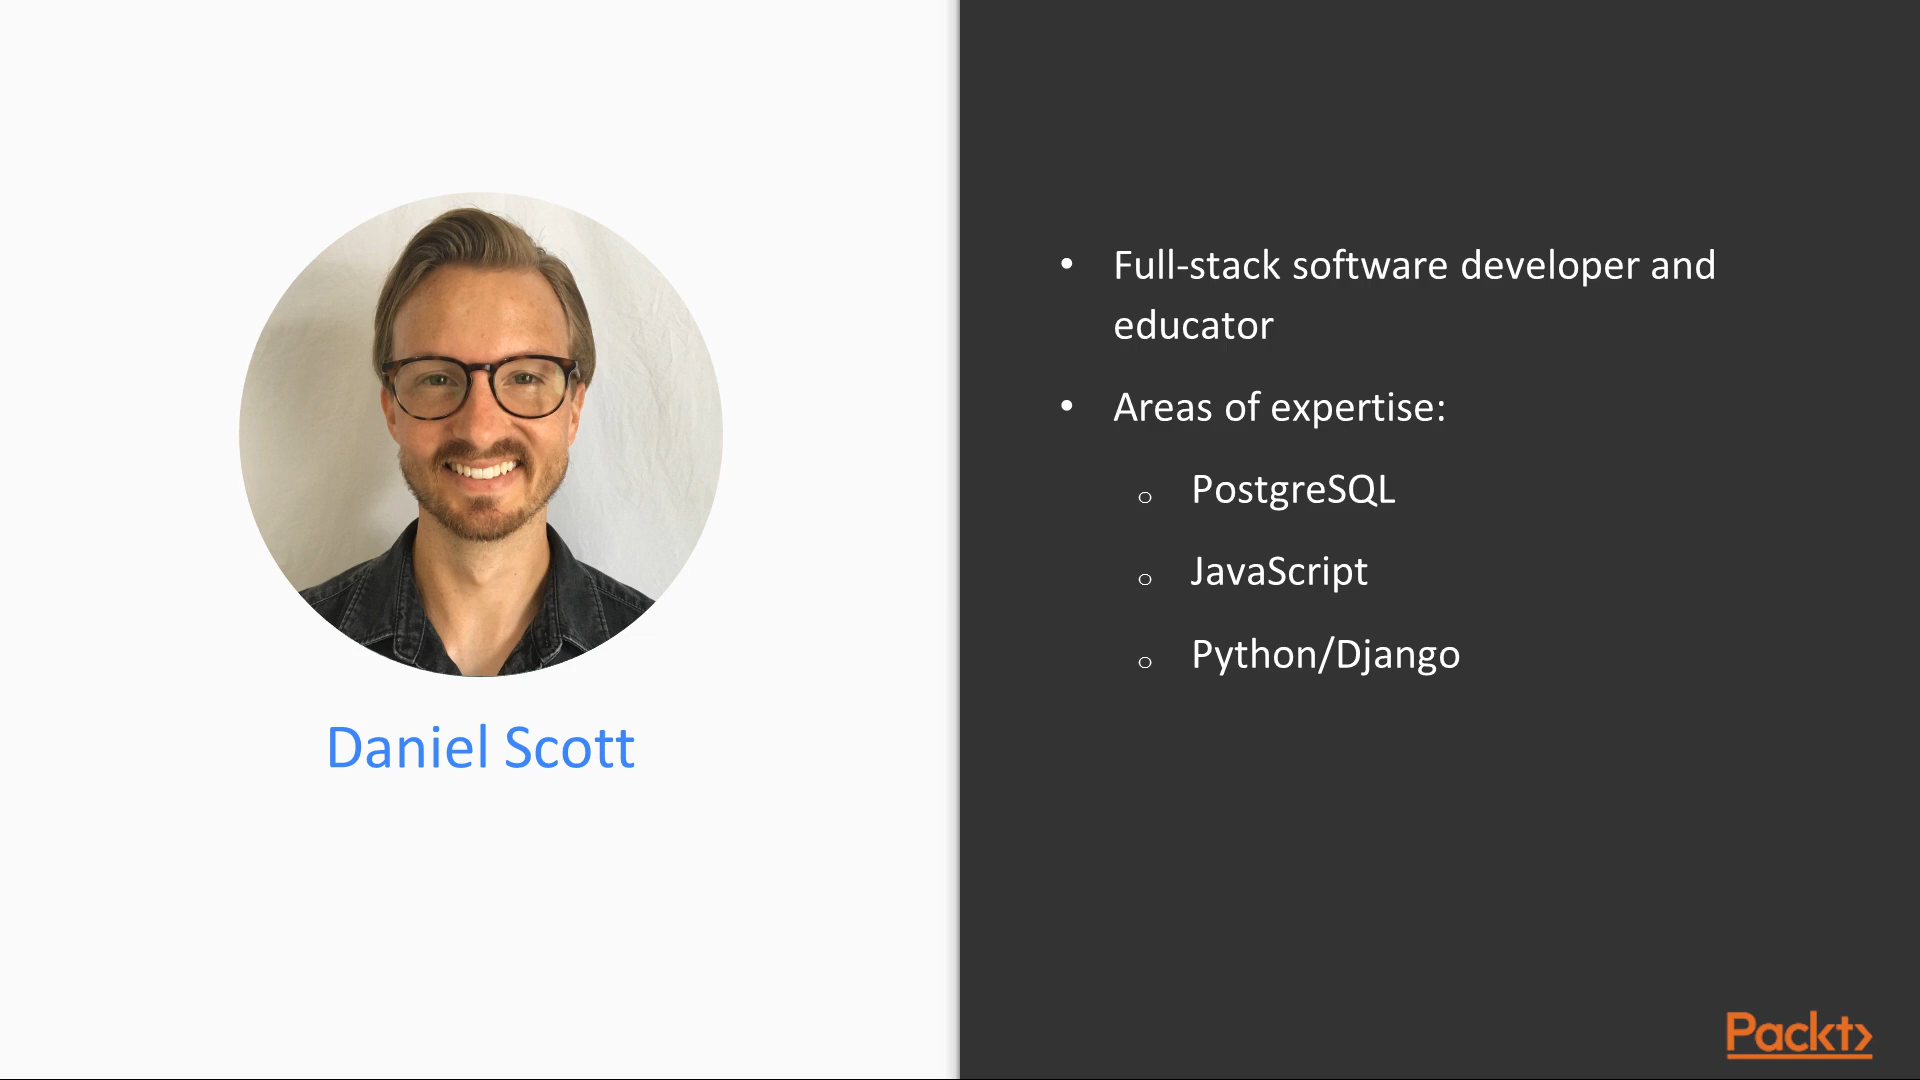 Daniel Scott
• Full-stack software developer and
educator
• Areas of expertise:
o PostgreSQL
o JavaScript
o Python/Django
Packt>